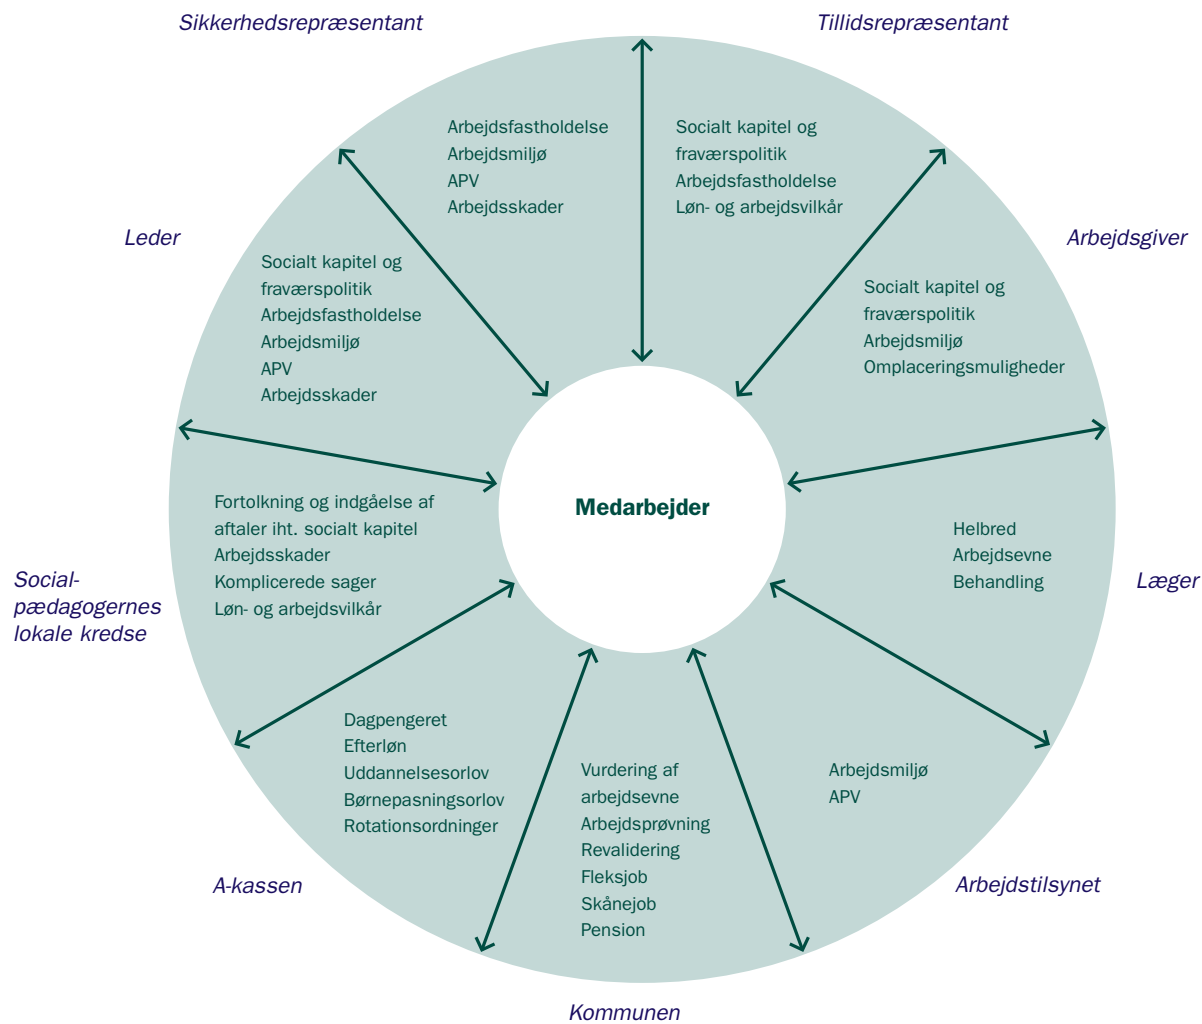 Sikkerhedsrepræsentant
Tillidsrepræsentant
Arbejdsfastholdelse
Arbejdsmiljø
APV
Arbejdsskader
Socialt kapitel og
fraværspolitik
Arbejdsfastholdelse
Løn- og arbejdsvilkår
Leder
Arbejdsgiver
Socialt kapitel og
fraværspolitik
Arbejdsfastholdelse
Arbejdsmiljø
APV
Arbejdsskader
Socialt kapitel og
fraværspolitik
Arbejdsmiljø
Omplaceringsmuligheder
Medarbejder
Fortolkning og indgåelse af
aftaler iht. socialt kapitel
Arbejdsskader
Komplicerede sager
Løn- og arbejdsvilkår
Helbred
Arbejdsevne
Behandling
Social-
pædagogernes
lokale kredse
Læger
Dagpengeret
Efterløn
Uddannelsesorlov
Børnepasningsorlov
Rotationsordninger
Vurdering af
arbejdsevne
Arbejdsprøvning
Revalidering
Fleksjob
Skånejob
Pension
Arbejdsmiljø
APV
A-kassen
Arbejdstilsynet
Kommunen